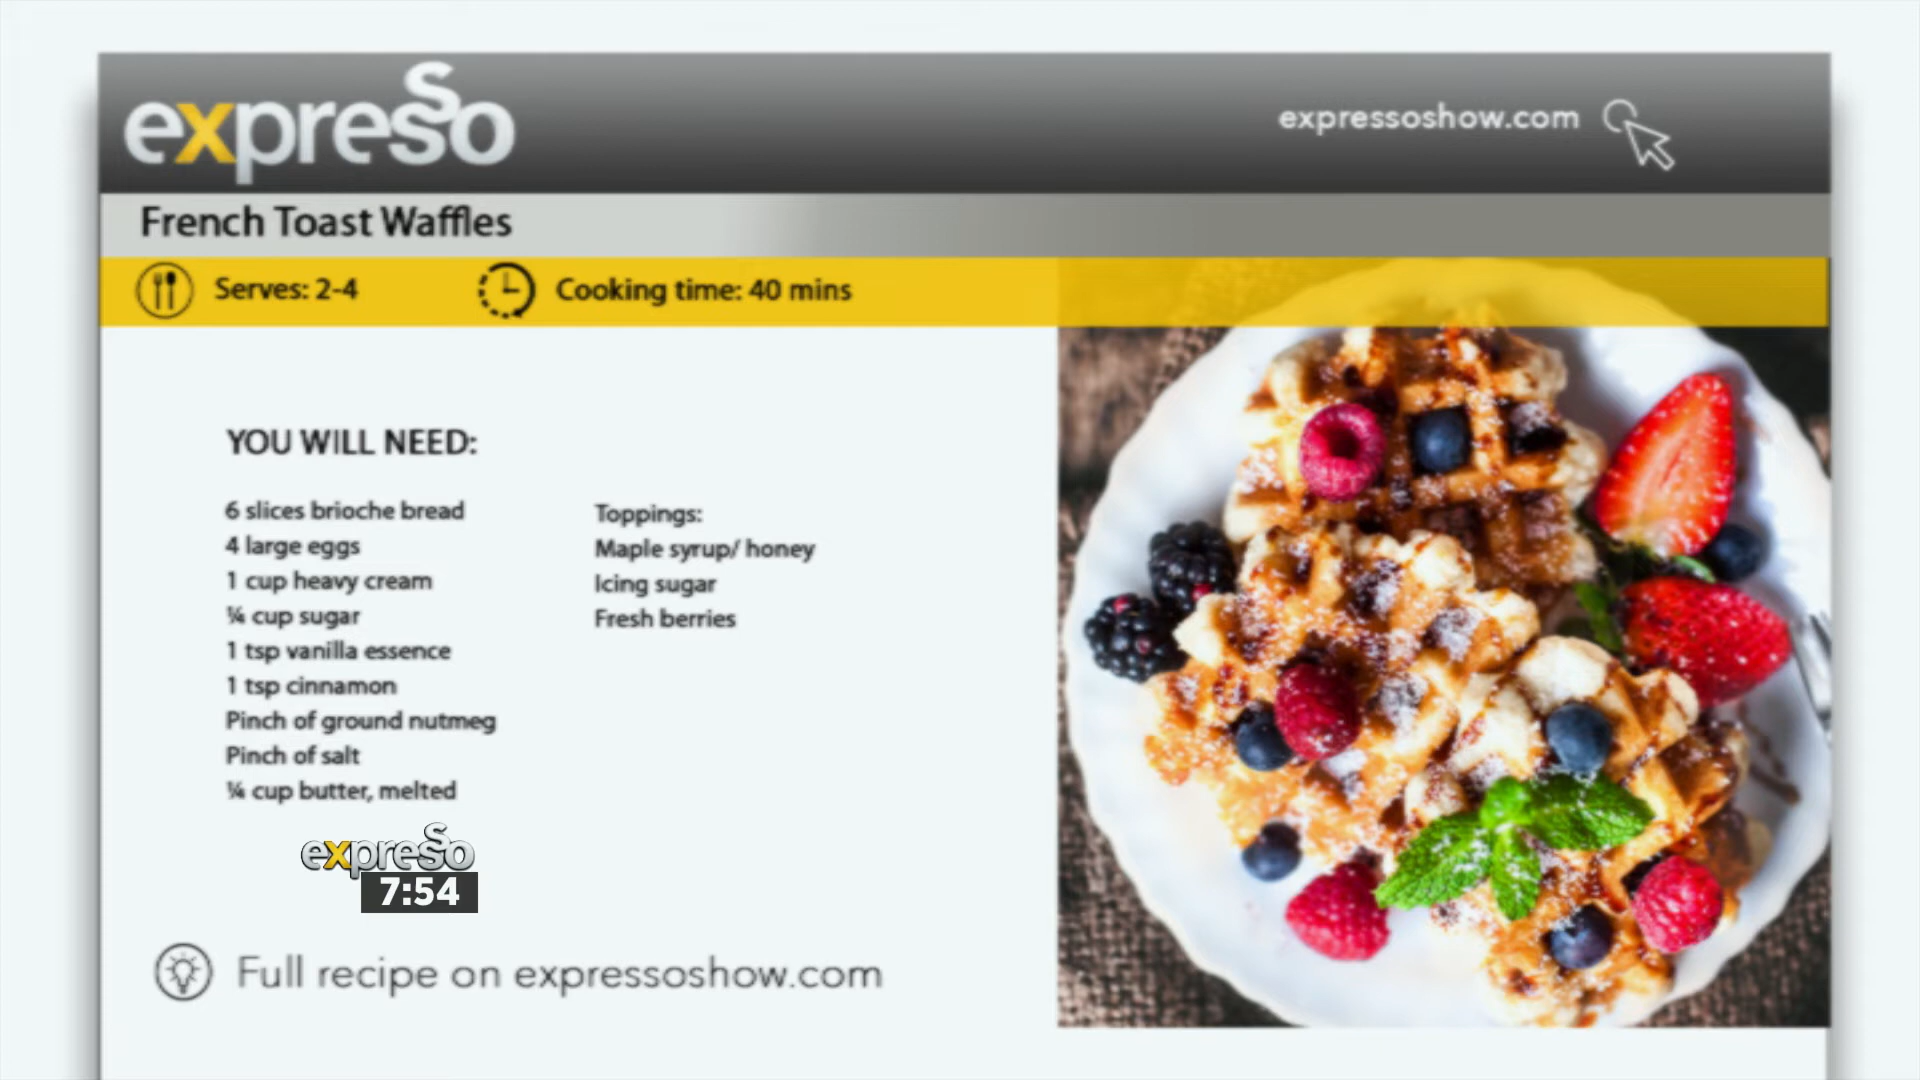 expresso
expressoshow.com
French Toast Waffles
Serves: 2-4
Cooking time: 40 mins
YOU WILL NEED:
6 slices brioche bread
4 large eggs
1 cup heavy cream
¼ cup sugar
1 tsp vanilla essence
1 tsp cinnamon
Pinch of ground nutmeg
Pinch of salt
¼ cup butter, melted
Toppings:
Maple syrup/ honey
Icing sugar
Fresh berries
expresso
7:54
Full recipe on expressoshow.com